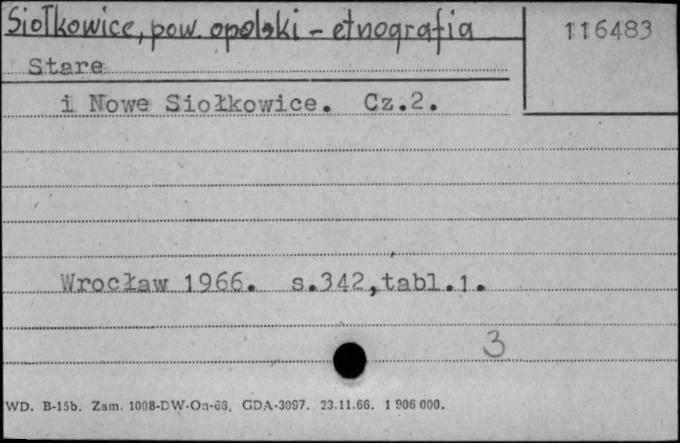 Siołkowice, pow. opolski - etnografia
116483
Stare
i Nowe Siołkowice. Cz.2.
Wrocław 1966. s.342, tabl.1.
3
WD. B-15b. Zam. 1008-DW-On-66. GDA-3097. 23.11.66. 1 906 000.